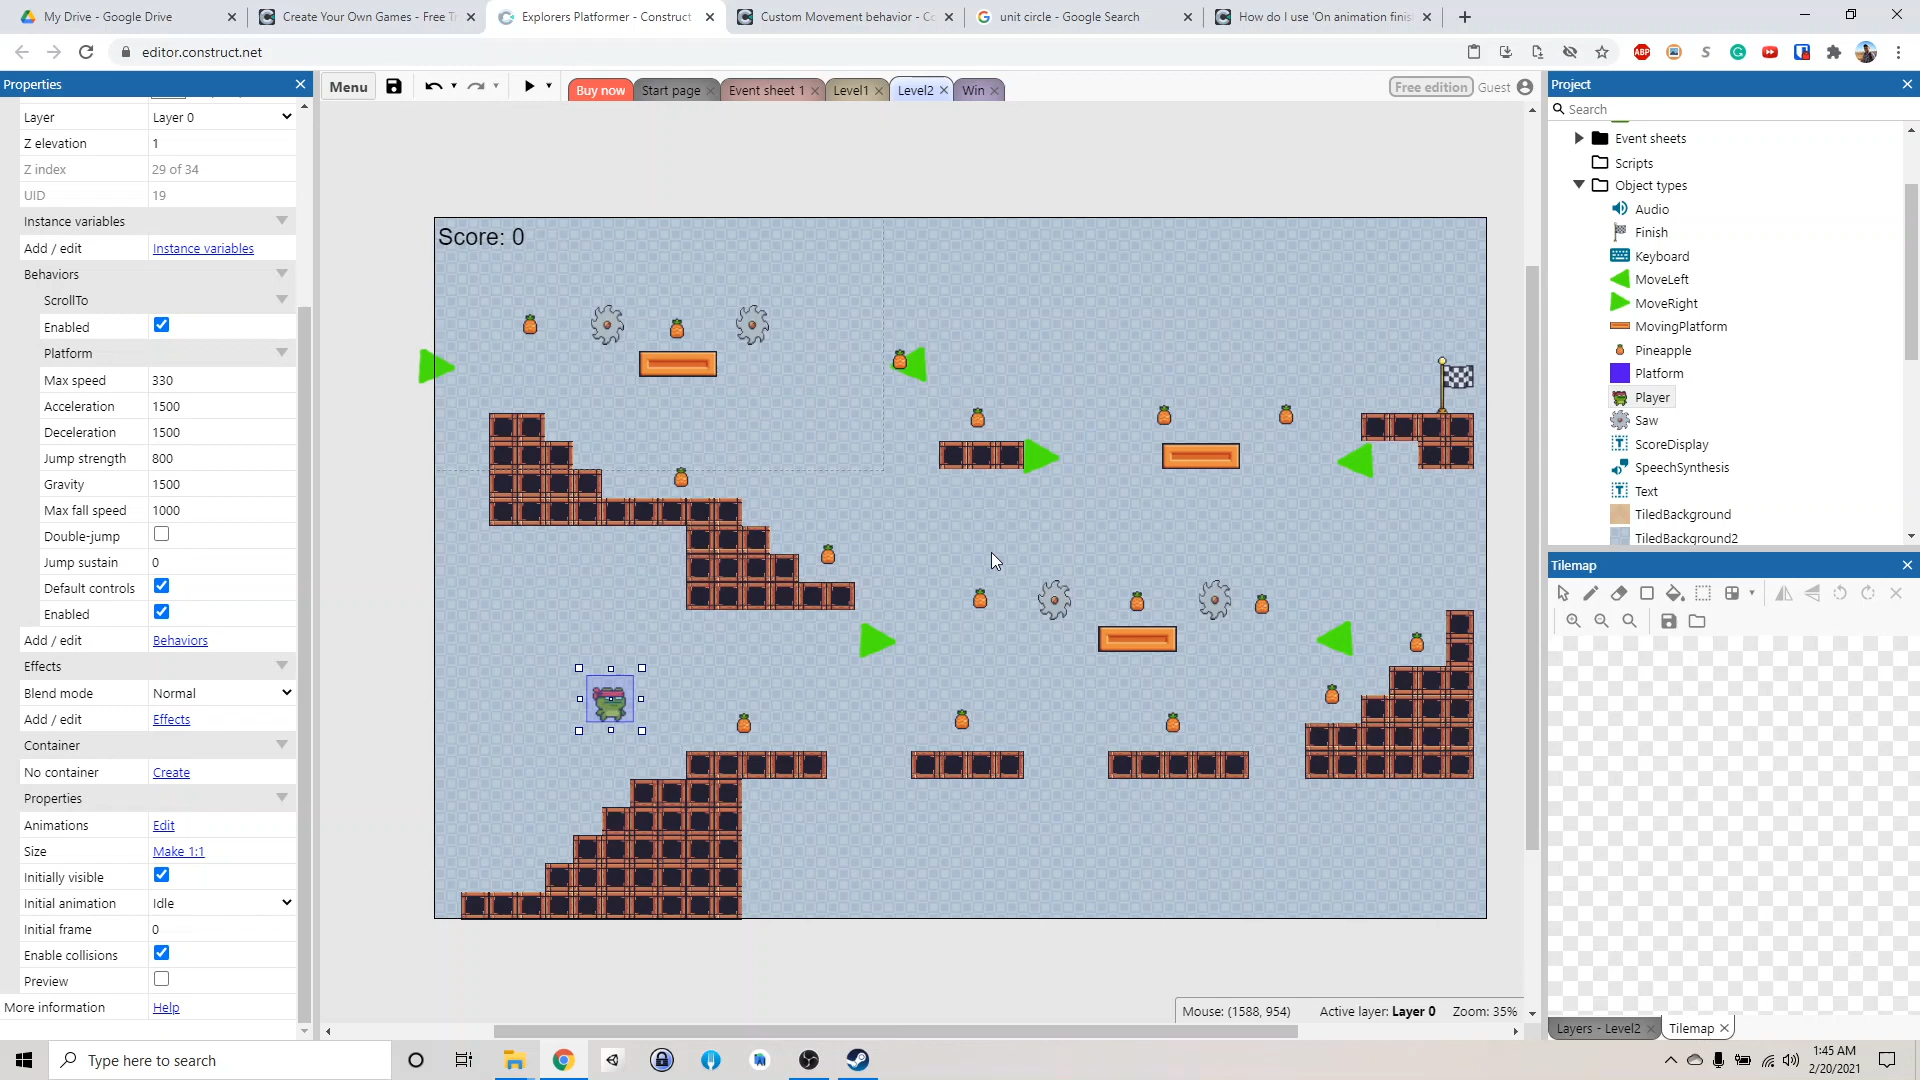 My Drive - Google Drive
Create Your Own Games - Free T
Explorers Platformer - Construct
Custom Movement behavior - Co
unit circle - Google Search
How do I use 'On animation finis
editor.construct.net
ABP
Properties
Layer Layer 0
Z elevation 1
Z index 29 of 34
UID 19
Instance variables
Add / edit Instance variables
Behaviors
ScrollTo
Enabled
Platform
Max speed 330
Acceleration 1500
Deceleration 1500
Jump strength 800
Gravity 1500
Max fall speed 1000
Double-jump
Jump sustain 0
Default controls
Enabled
Add / edit Behaviors
Effects
Blend mode Normal
Add / edit Effects
Container
No container Create
Properties
Animations Edit
Size Make 1:1
Initially visible
Initial animation Idle
Initial frame 0
Enable collisions
Preview
More information Help
Menu
Buy now
Start page
Event sheet 1
Level1
Level2
Win
Free edition Guest
Score: 0
Mouse: (1588, 954) Active layer: Layer 0 Zoom: 35%
Project
Search
Event sheets
Scripts
Object types
Audio
Finish
Keyboard
MoveLeft
MoveRight
MovingPlatform
Pineapple
Platform
Player
Saw
ScoreDisplay
SpeechSynthesis
Text
TiledBackground
TiledBackground2
Tilemap
Layers - Level2
Tilemap
Type here to search
1:45 AM
2/20/2021